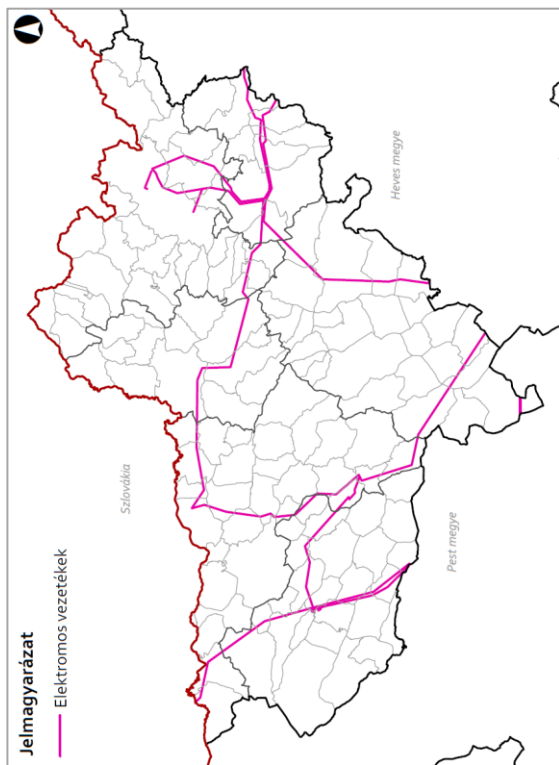 Jelmagyarázat
Elektromos vezetékek
Szlovákia
Pest megye
Heves megye